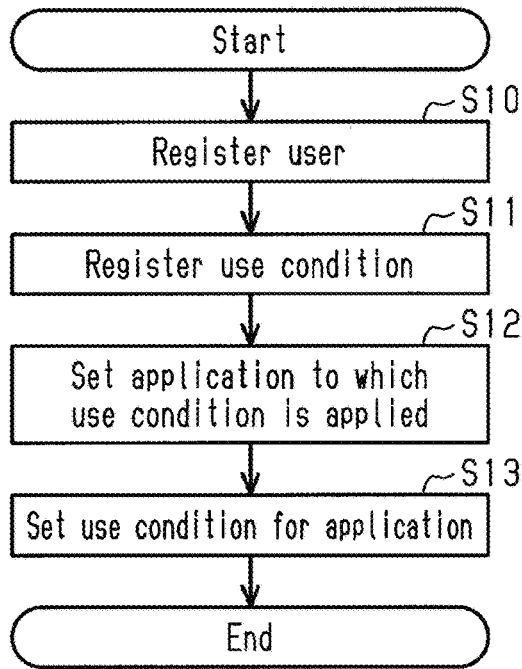 Start
S10
Register user
S11
Register use condition
S12
Set application to which
use condition is applied
S13
Set use condition for application
End